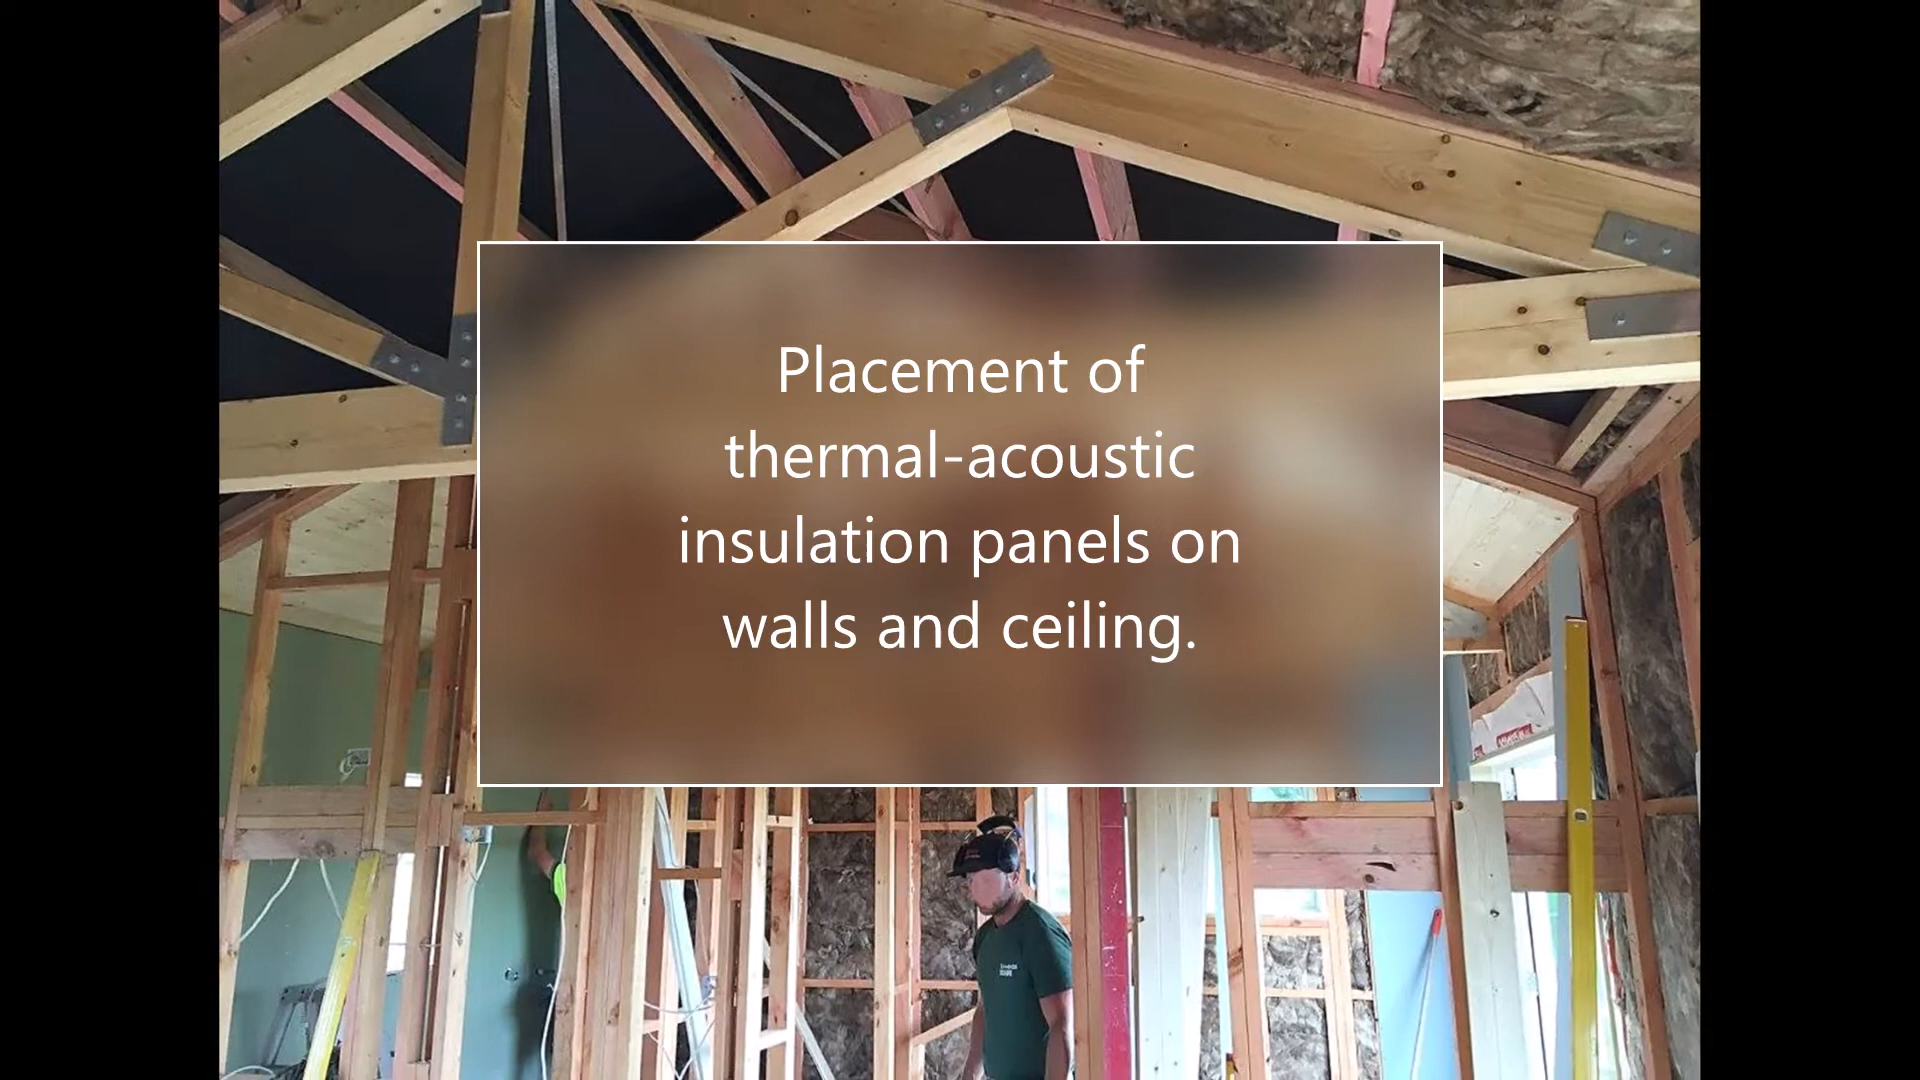 Placement of
thermal-acoustic
insulation panels on
walls and ceiling.